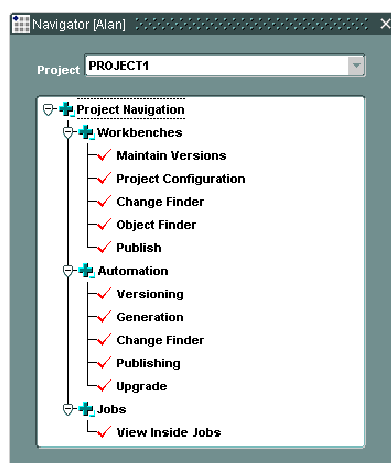 Navigator [Alan]
Project PROJECT1
Project Navigation
Workbenches
Maintain Versions
Project Configuration
Change Finder
Object Finder
Publish
Automation
Versioning
Generation
Change Finder
Publishing
Upgrade
Jobs
View Inside Jobs